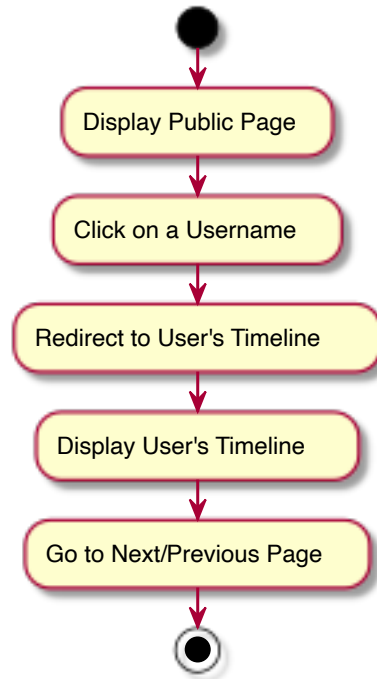 Display Public Page
Click on a Username
Redirect to User's Timeline
Display User's Timeline
Go to Next/Previous Page